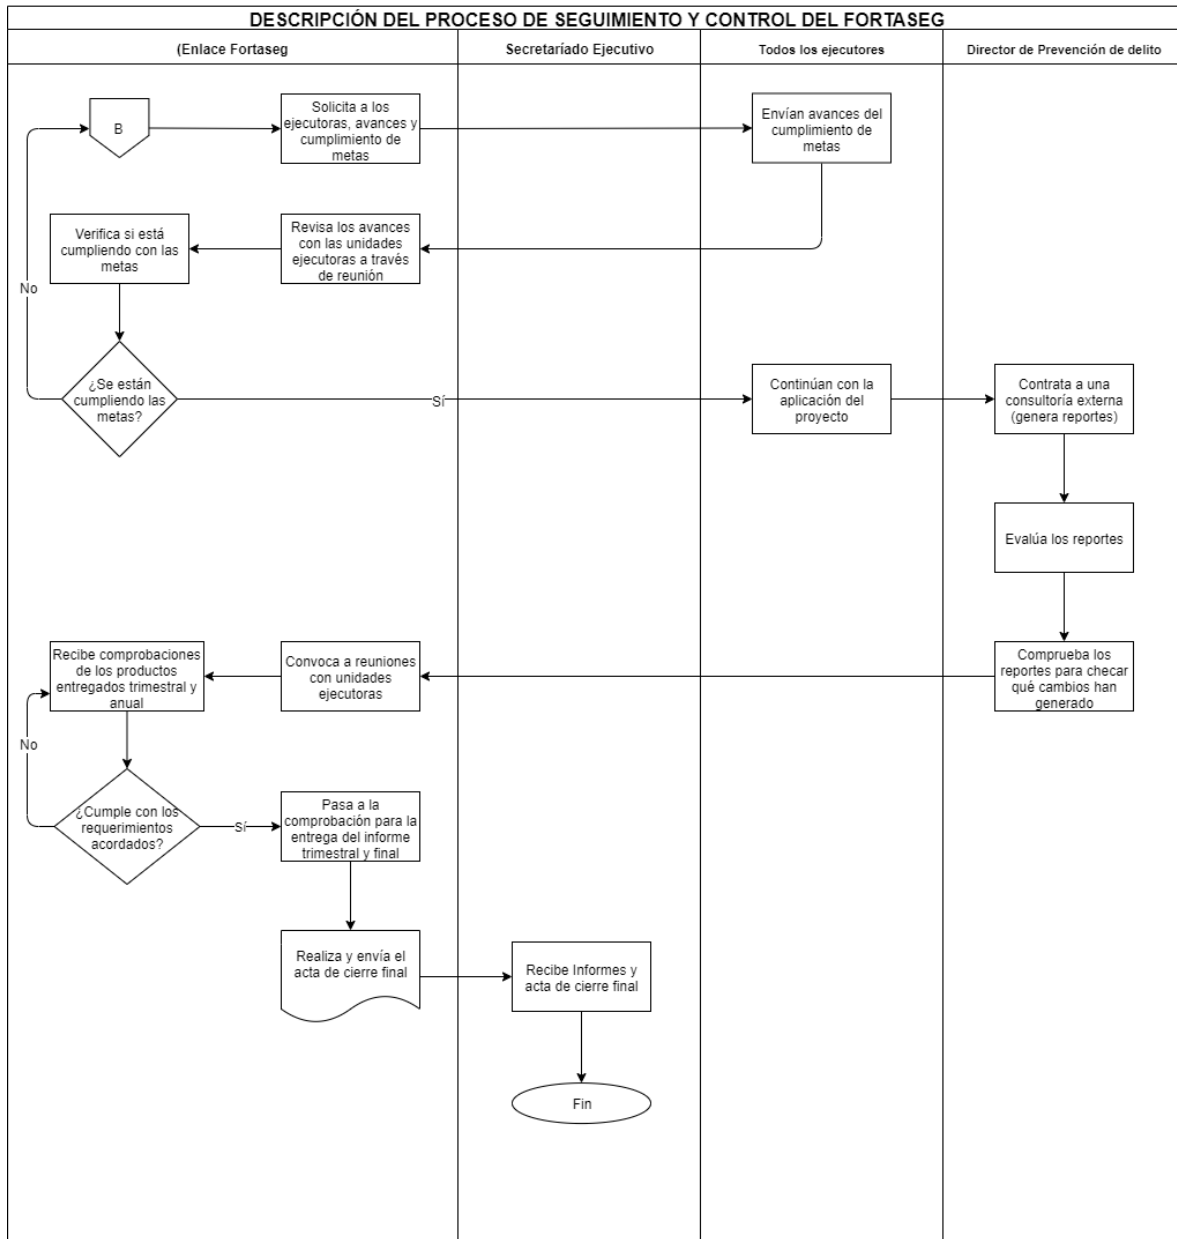 DESCRIPCIÓN DEL PROCESO DE SEGUIMIENTO Y CONTROL DEL FORTASEG
(Enlace Fortaseg
Secretaríado Ejecutivo
Todos los ejecutores
Director de Prevención de delito
B
Solicita a los
ejecutoras, avances y
cumplimiento de
metas
Envían avances del
cumplimiento de
metas
Verifica si está
cumpliendo con las
metas
Revisa los avances
con las unidades
ejecutoras a través
de reunión
No
¿Se están
cumpliendo las
metas?
Sí
Continúan con la
aplicación del
proyecto
Contrata a una
consultoría externa
(genera reportes)
Evalúa los reportes
Recibe comprobaciones
de los productos
entregados trimestral y
anual
Convoca a reuniones
con unidades
ejecutoras
Comprueba los
reportes para checar
qué cambios han
generado
No
¿Cumple con los
requerimientos
acordados?
Sí
Pasa a la
comprobación para la
entrega del informe
trimestral y final
Realiza y envía el
acta de cierre final
Recibe Informes y
acta de cierre final
Fin